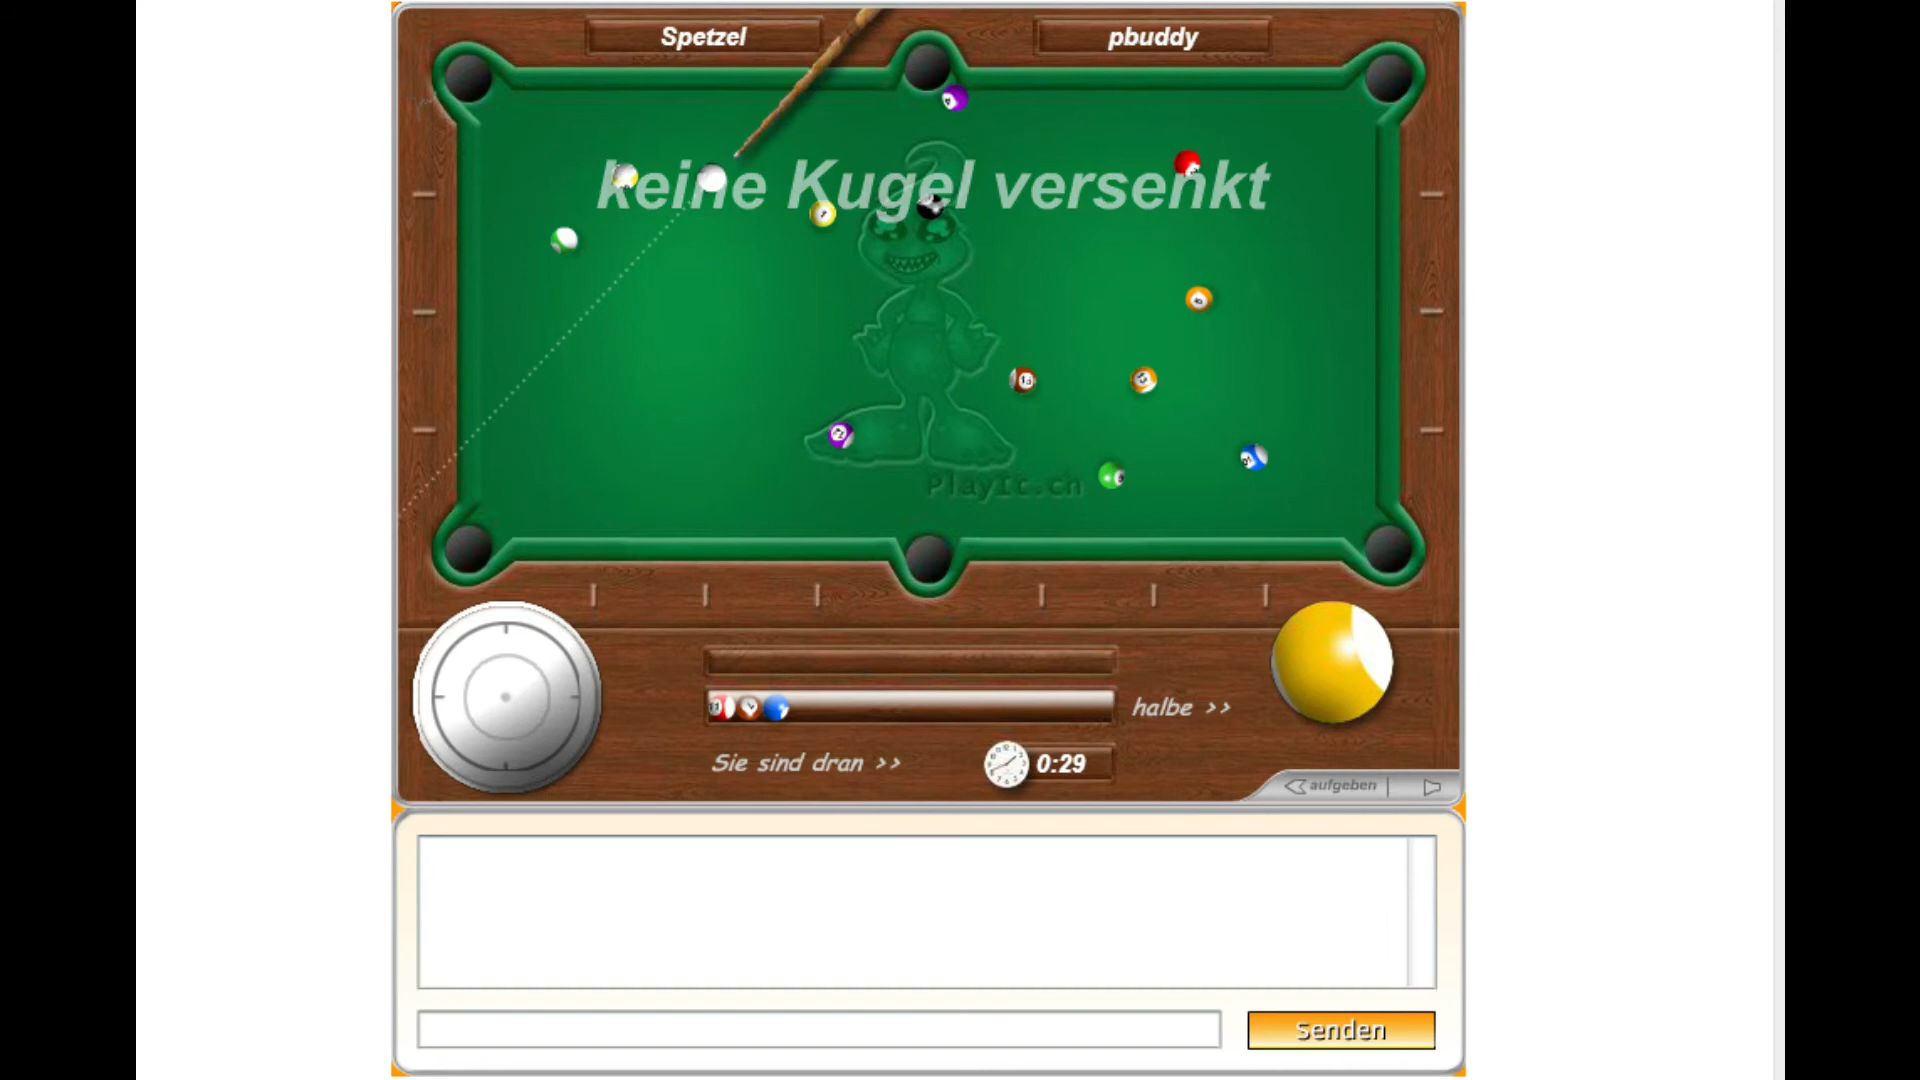 Spetzel
pbuddy
keine Kugel versenkt
PlayIt.ch
halbe >>
Sie sind dran >>
0:29
aufgeben
Senden